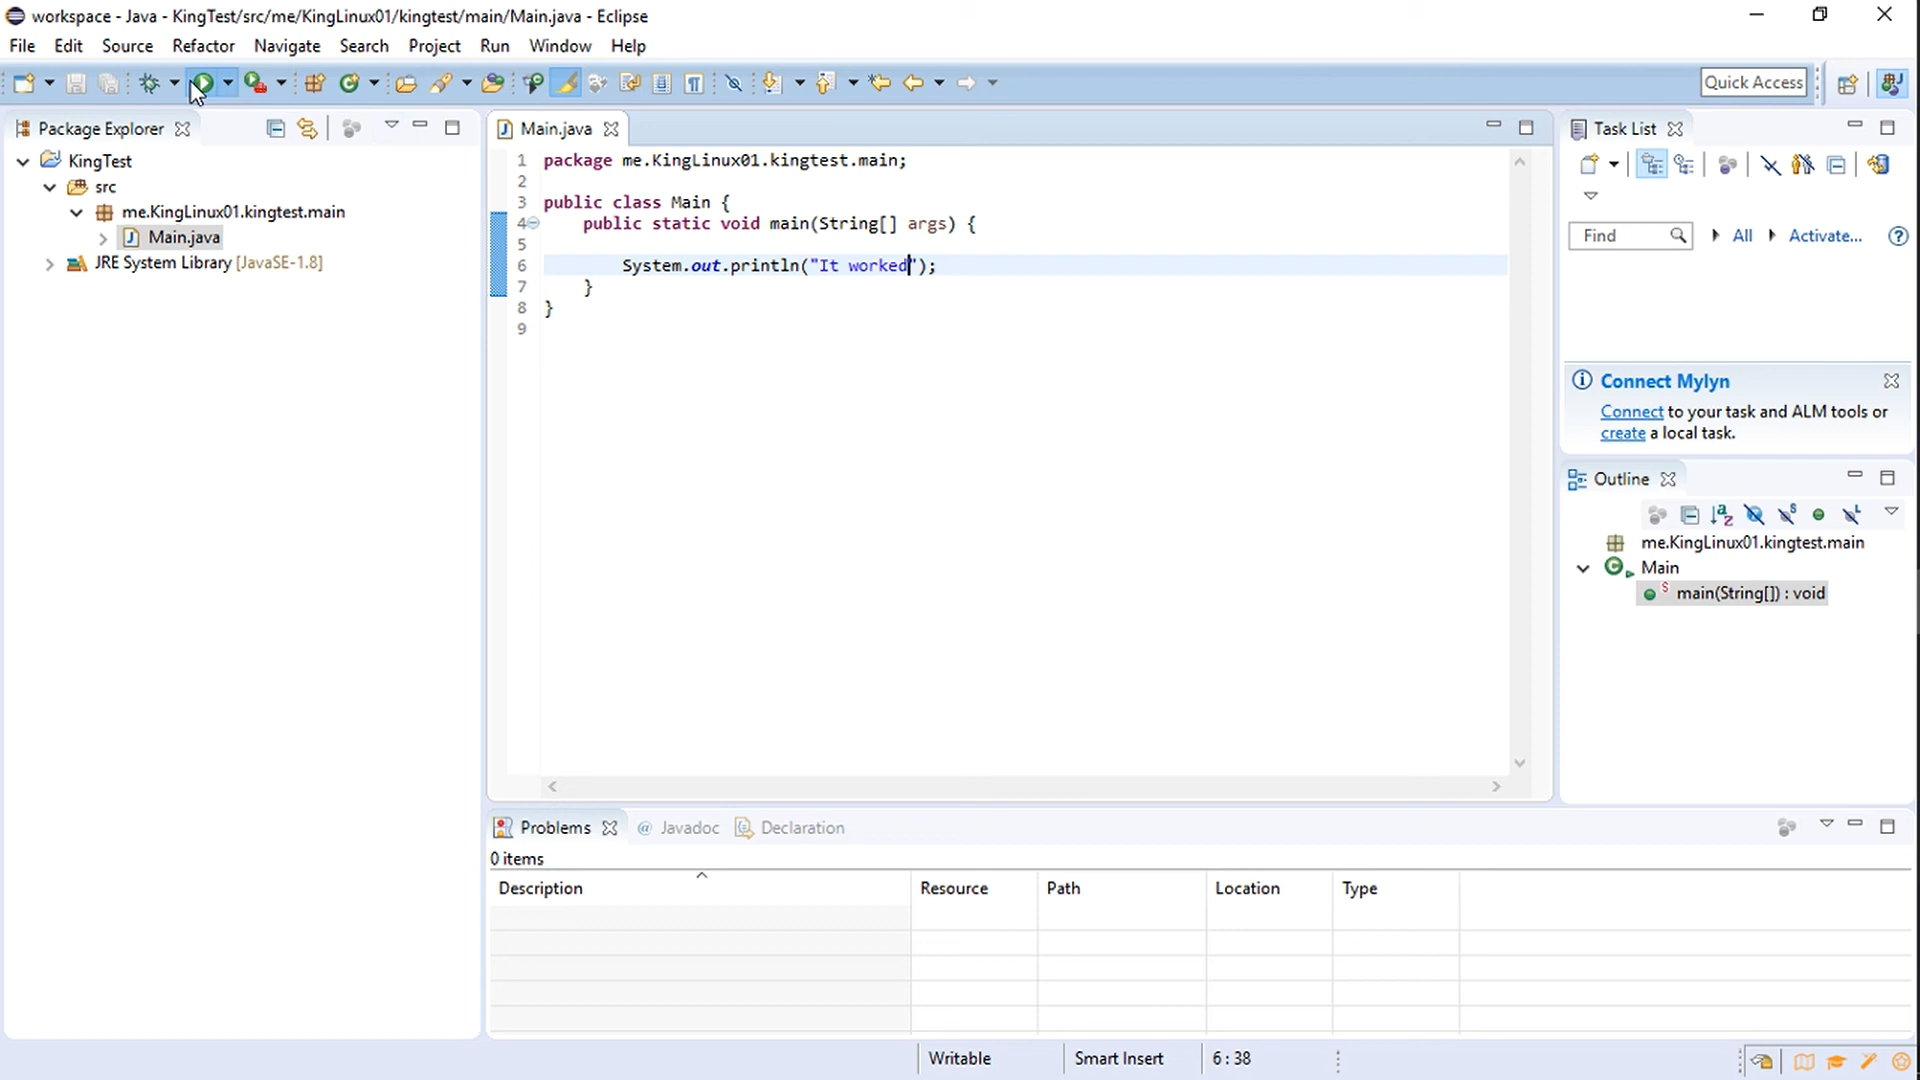 workspace - Java - KingTest/src/me/KingLinux01/kingtest/main/Main.java - Eclipse
File Edit Source Refactor Navigate Search Project Run Window Help
Quick Access
Package Explorer
KingTest
src
me.KingLinux01.kingtest.main
Main.java
JRE System Library [JavaSE-1.8]
Main.java
1 package me.KingLinux01.kingtest.main;
2
3 public class Main {
4 public static void main(String[] args) {
5
6 System.out.println("It worked");
7 }
8 }
9
Task List
Find All Activate...
Connect Mylyn
Connect to your task and ALM tools or
create a local task.
Outline
me.KingLinux01.kingtest.main
Main
main(String[]) : void
Problems @ Javadoc Declaration
0 items
Description Resource Path Location Type
Writable Smart Insert 6 : 38